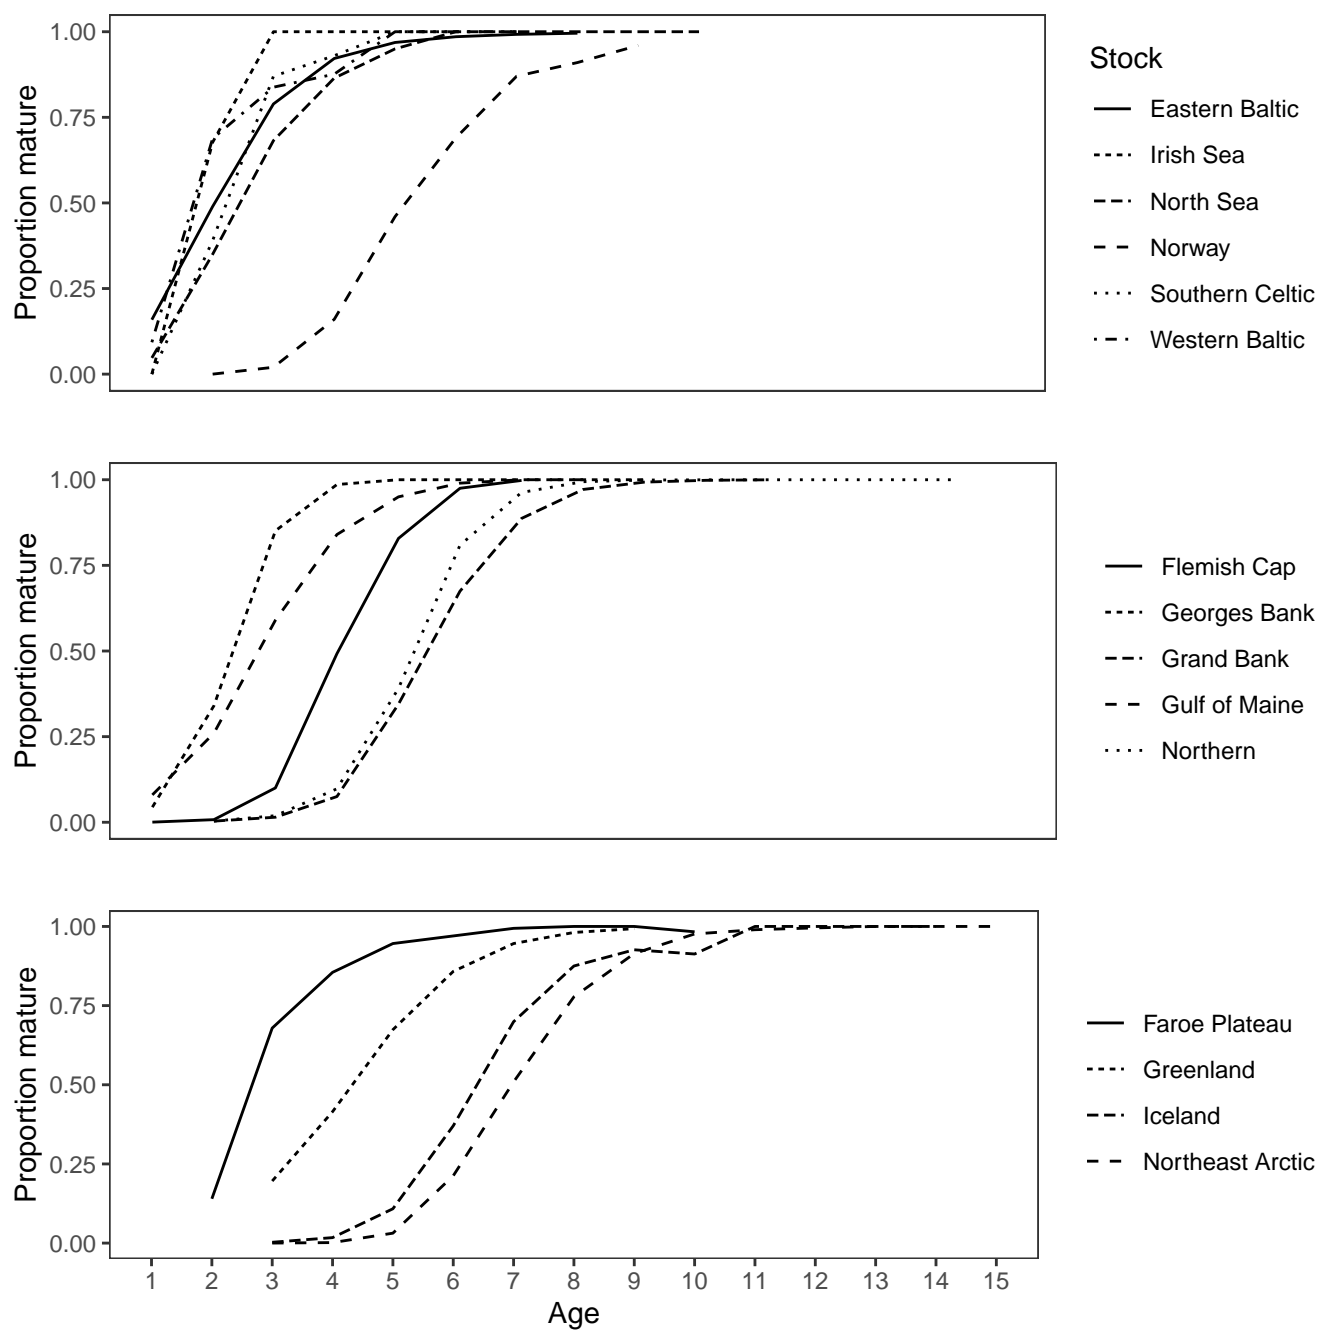 Stock
Eastern Baltic
Irish Sea
North Sea
Norway
Southern Celtic
Western Baltic
Proportion mature
1.00
0.75
0.50
0.25
0.00
Proportion mature
1.00
0.75
0.50
0.25
0.00
Flemish Cap
Georges Bank
Grand Bank
Gulf of Maine
Northern
Proportion mature
1.00
0.75
0.50
0.25
0.00
Faroe Plateau
Greenland
Iceland
Northeast Arctic
1 2 3 4 5 6 7 8 9 10 11 12 13 14 15
Age